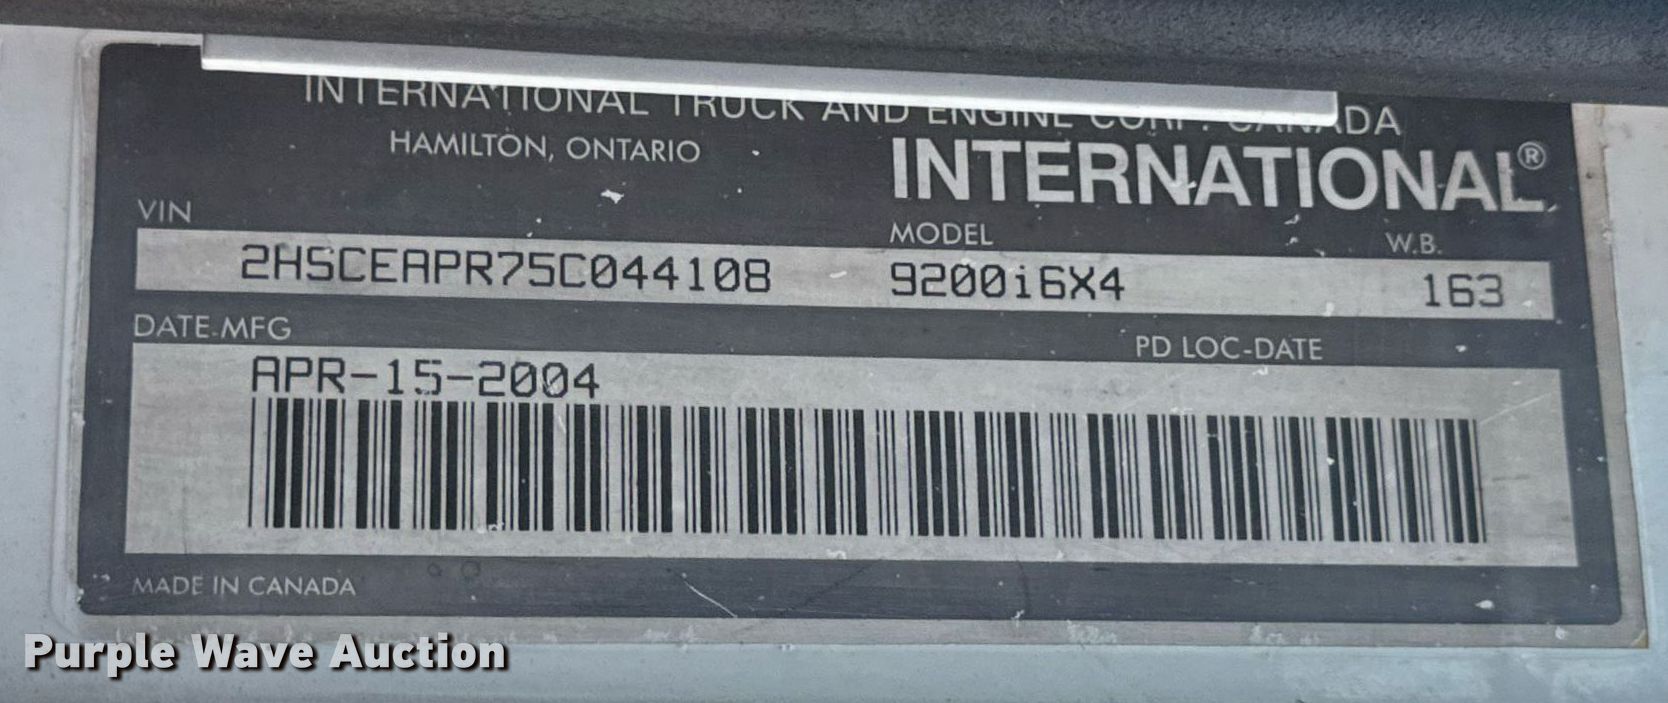 INTERNATIONAL TRUCK AND ENGINE CORP. CANADA
HAMILTON, ONTARIO
INTERNATIONAL®
VIN MODEL W.B.
2HSCEAPR75C044108 9200i6X4 163
DATE-MFG PD LOC-DATE
APR-15-2004
MADE IN CANADA
Purple Wave Auction